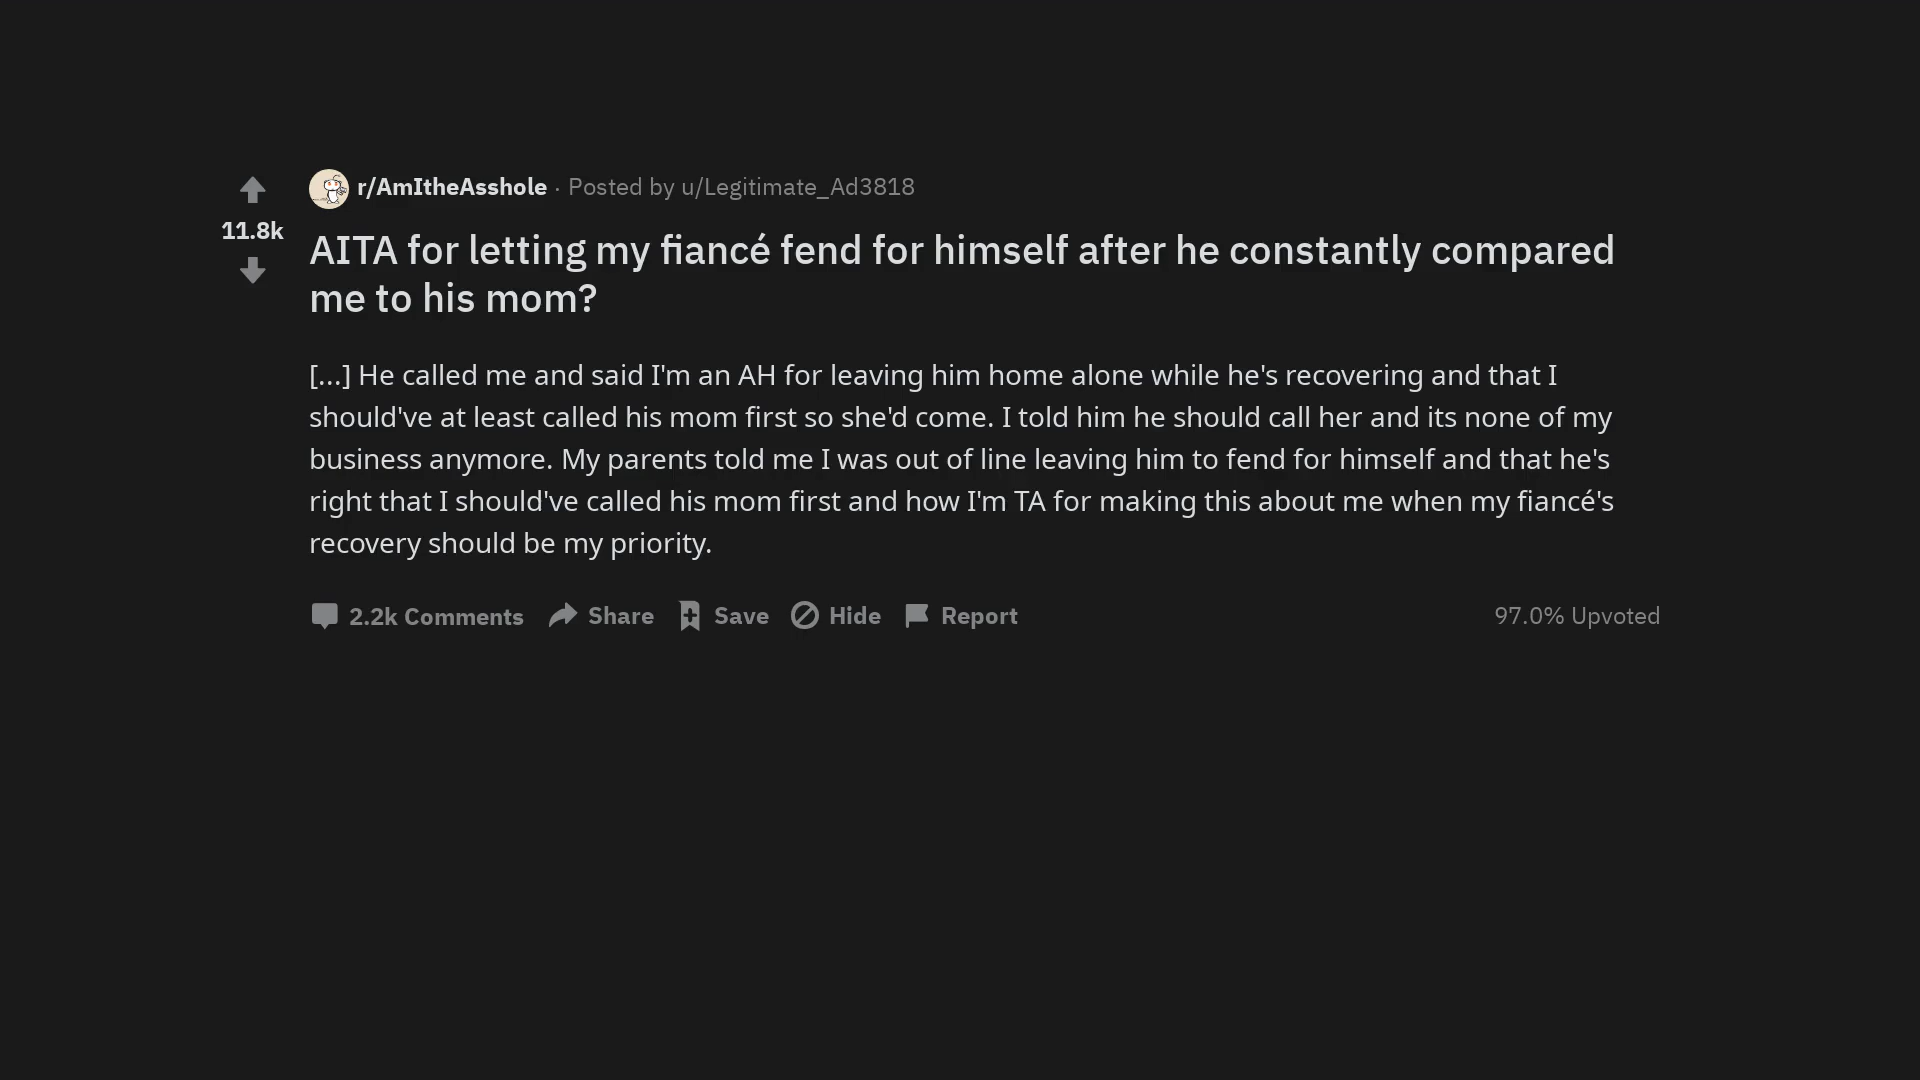 r/AmItheAsshole · Posted by u/Legitimate_Ad3818
11.8k
AITA for letting my fiancé fend for himself after he constantly compared
me to his mom?
[...] He called me and said I'm an AH for leaving him home alone while he's recovering and that I
should've at least called his mom first so she'd come. I told him he should call her and its none of my
business anymore. My parents told me I was out of line leaving him to fend for himself and that he's
right that I should've called his mom first and how I'm TA for making this about me when my fiancé's
recovery should be my priority.
2.2k Comments Share Save Hide Report 97.0% Upvoted